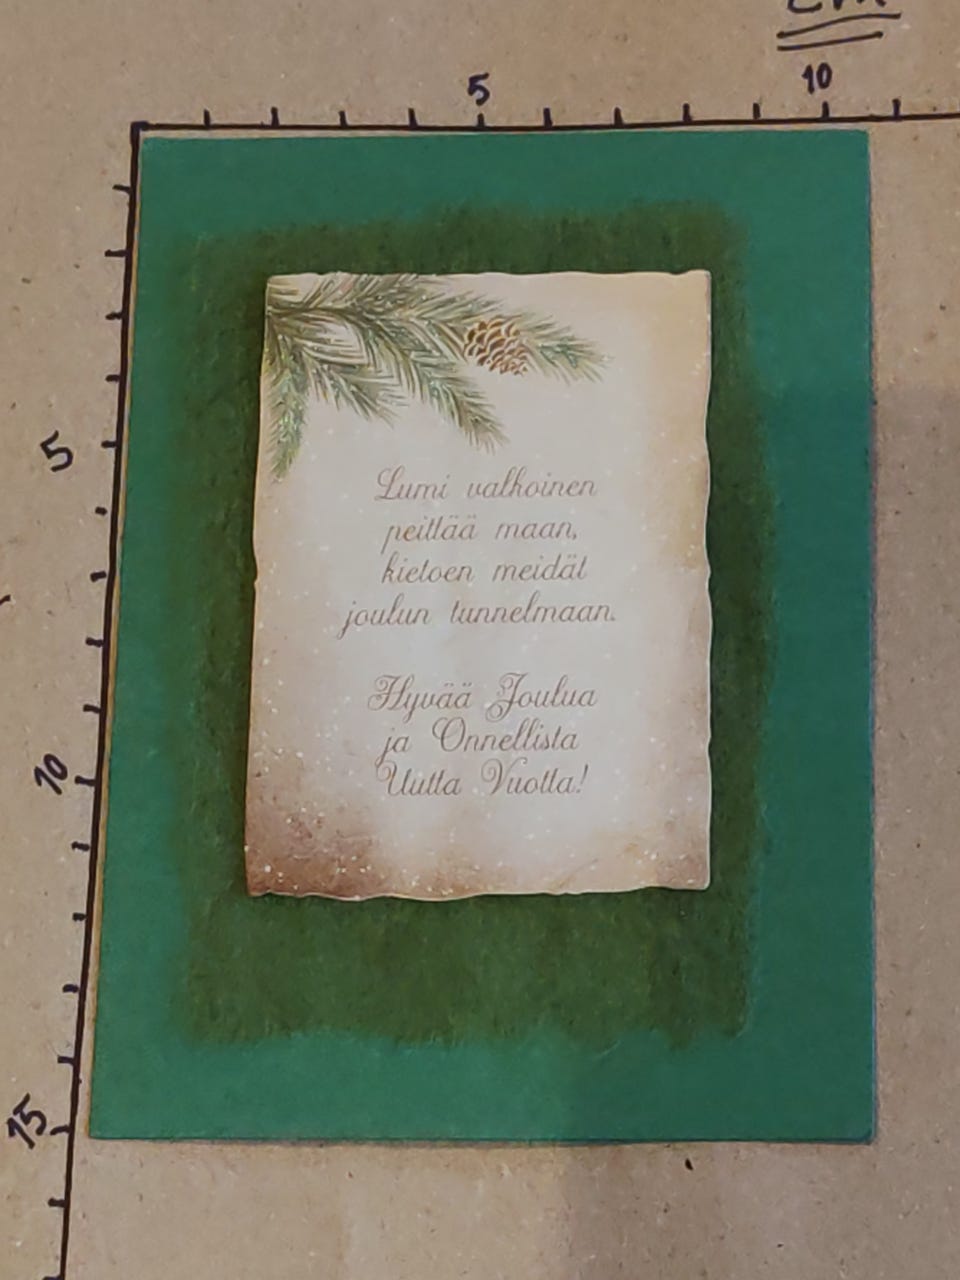 cm
5
10
5
10
15
Lumi valkoinen
peittää maan,
kietoen meidät
joulun tunnelmaan.
Hyvää Joulua
ja Onnellista
Uutta Vuotta!